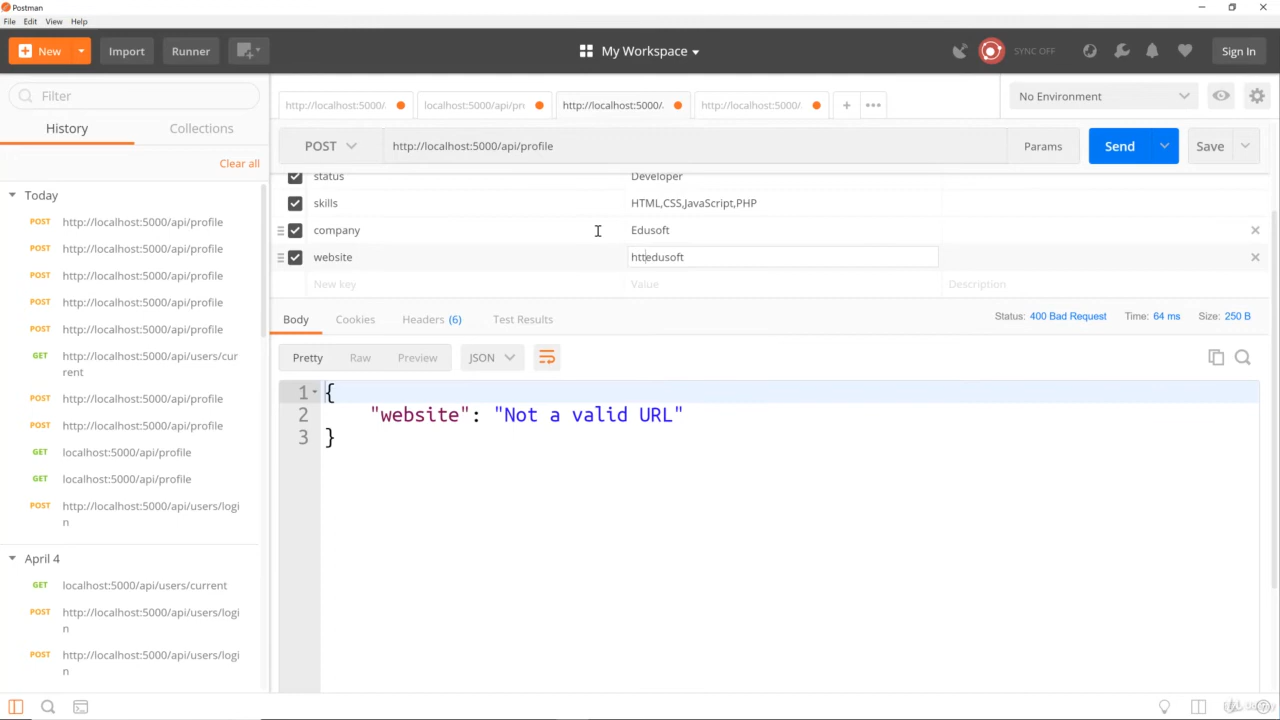 Postman
File Edit View Help
New
Import
Runner
My Workspace
SYNC OFF
Sign In
Filter
History
Collections
Clear all
Today
POST http://localhost:5000/api/profile
POST http://localhost:5000/api/profile
POST http://localhost:5000/api/profile
POST http://localhost:5000/api/profile
POST http://localhost:5000/api/profile
GET http://localhost:5000/api/users/cur
rent
POST http://localhost:5000/api/profile
POST http://localhost:5000/api/profile
GET localhost:5000/api/profile
GET localhost:5000/api/profile
POST http://localhost:5000/api/users/logi
n
April 4
GET localhost:5000/api/users/current
POST http://localhost:5000/api/users/logi
n
POST http://localhost:5000/api/users/logi
n
http://localhost:5000/.
localhost:5000/api/pr
http://localhost:5000/.
http://localhost:5000/.
No Environment
POST
http://localhost:5000/api/profile
Params
Send
Save
status Developer
skills HTML,CSS,JavaScript,PHP
company Edusoft
website httedusoft
New key Value Description
Body
Cookies
Headers (6)
Test Results
Status: 400 Bad Request Time: 64 ms Size: 250 B
Pretty
Raw
Preview
JSON
1 {
2 "website": "Not a valid URL"
3 }